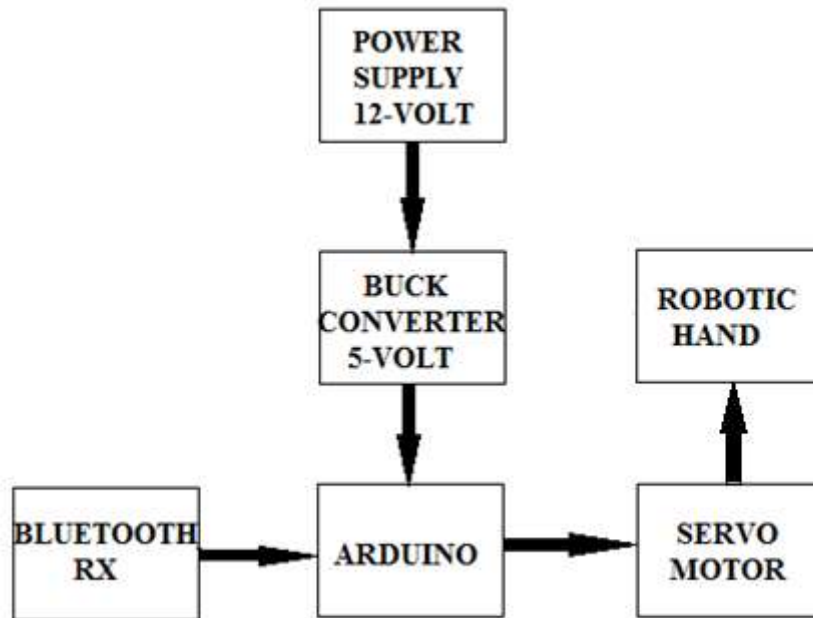 POWER
SUPPLY
12-VOLT
BUCK
CONVERTER
5-VOLT
ROBOTIC
HAND
BLUETOOTH
RX
ARDUINO
SERVO
MOTOR